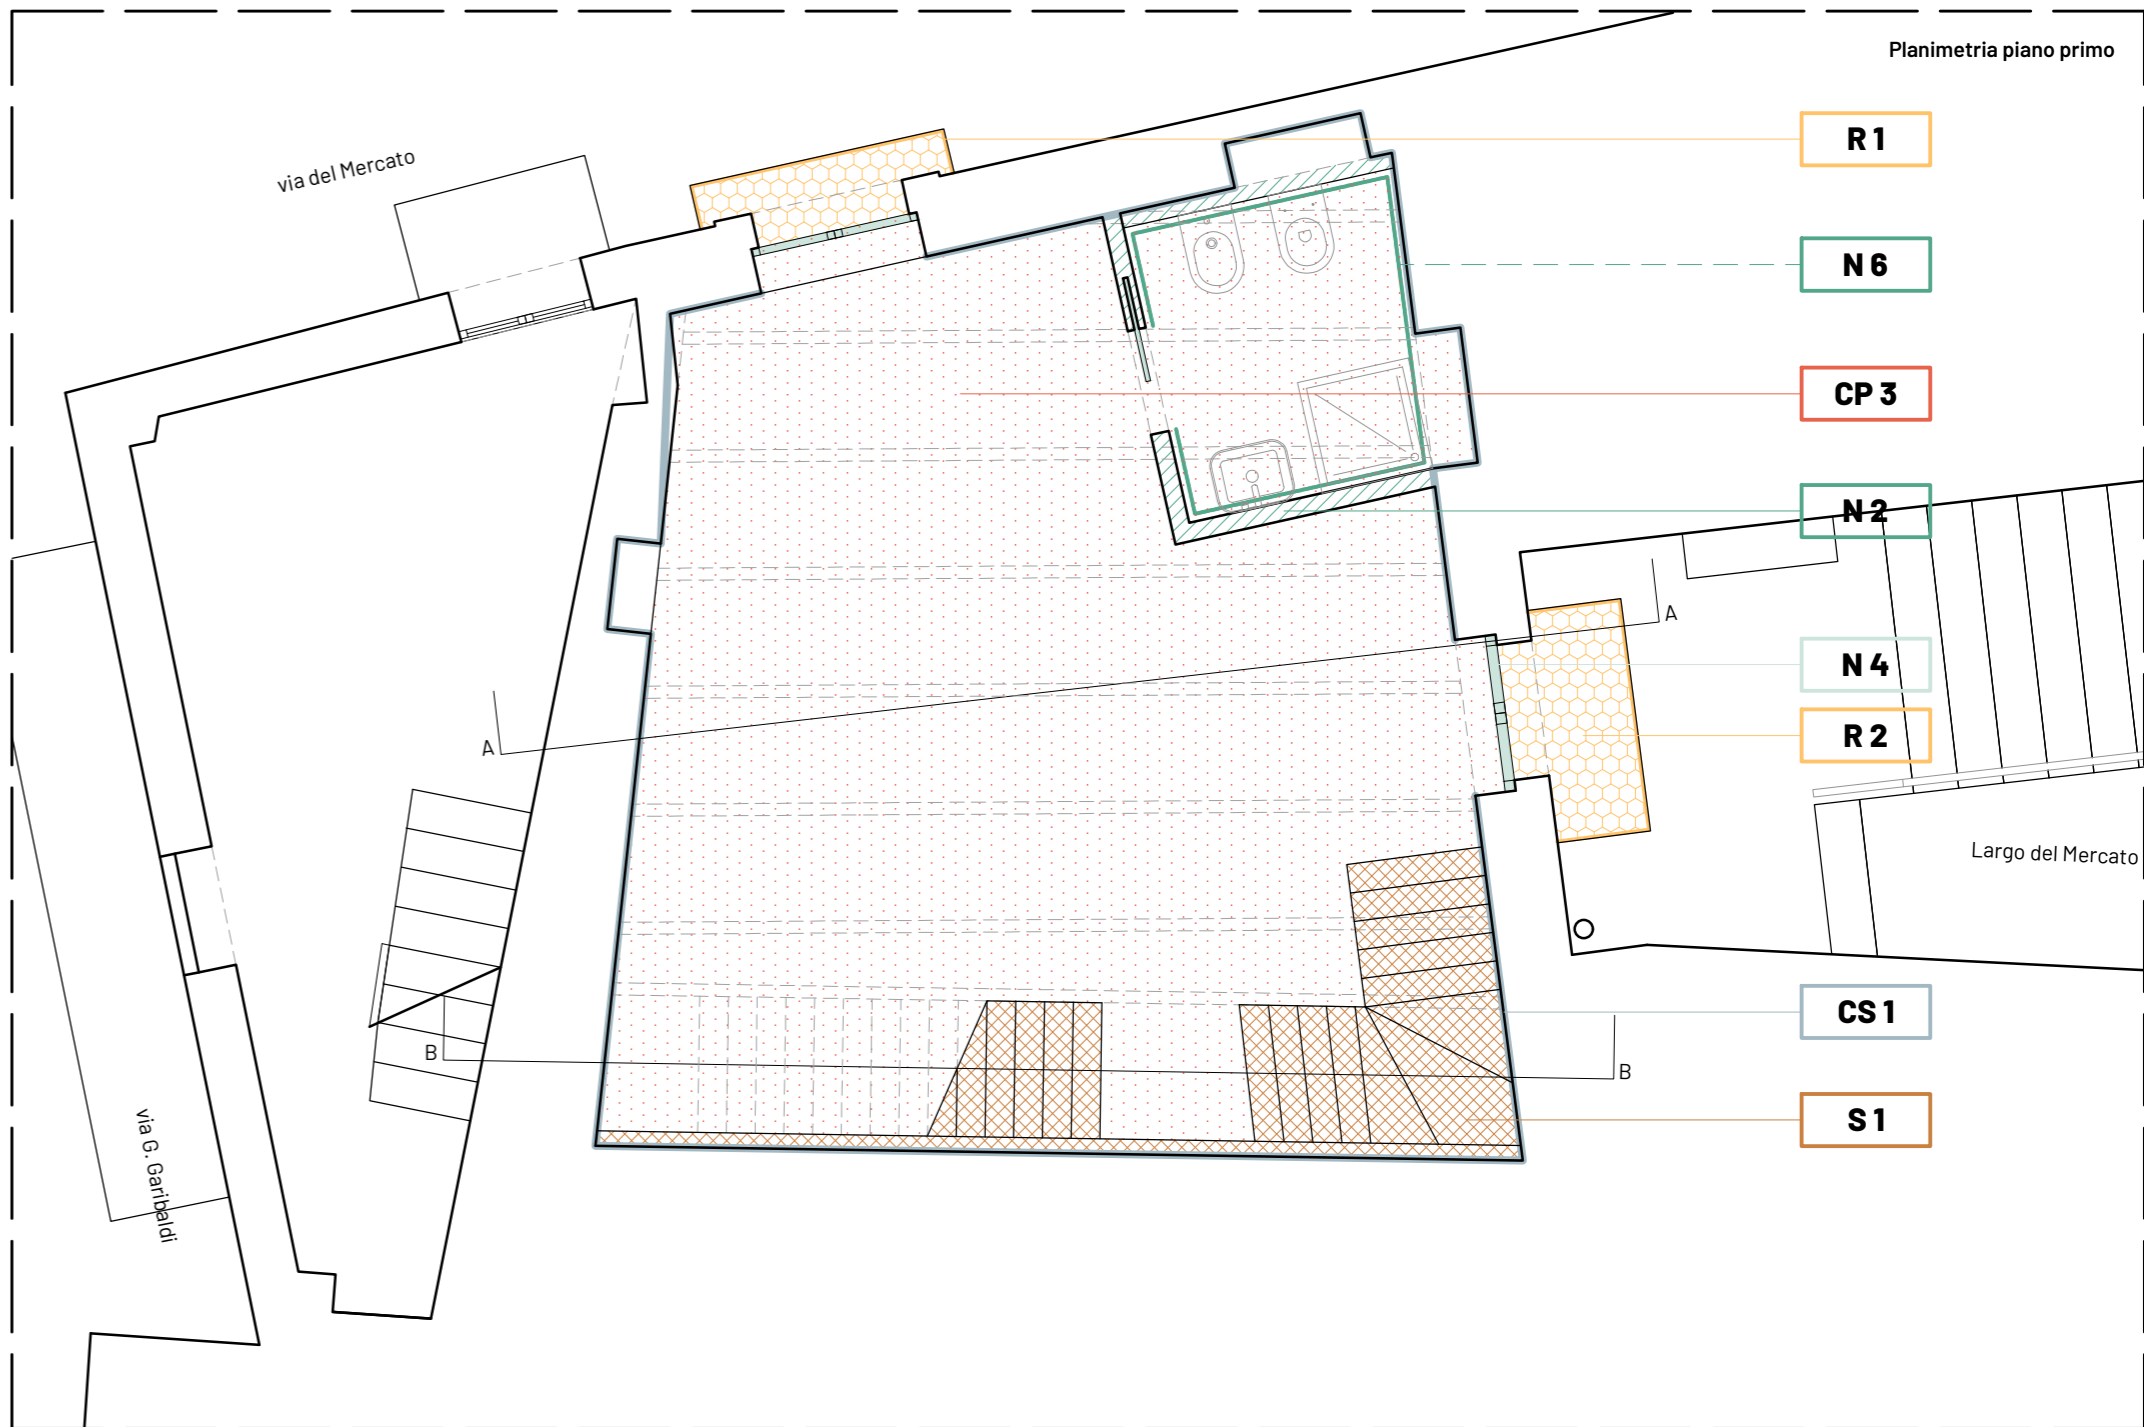 Planimetria piano primo
R 1
via del Mercato
N 6
CP 3
N 2
A
N 4
R 2
A
Largo del Mercato
CS 1
B
B
S 1
via G. Garibaldi